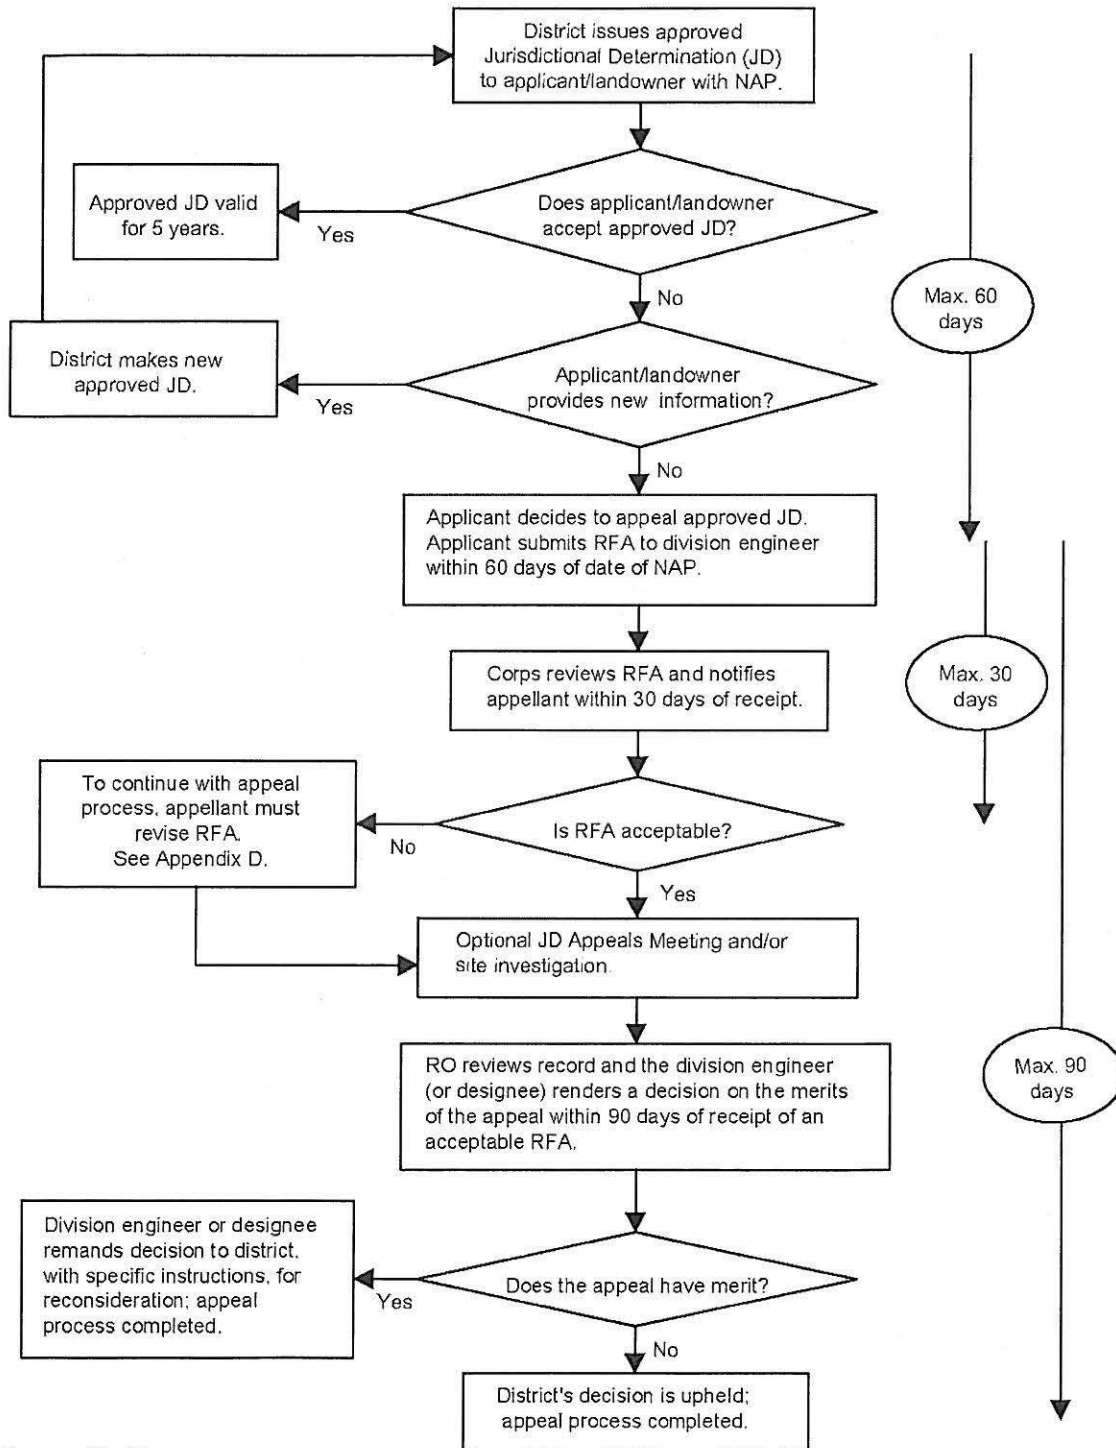 District issues approved
Jurisdictional Determination (JD)
to applicant/landowner with NAP.
Approved JD valid
for 5 years.
Yes
Does applicant/landowner
accept approved JD?
No
Max. 60
days
District makes new
approved JD.
Yes
Applicant/landowner
provides new information?
No
Applicant decides to appeal approved JD.
Applicant submits RFA to division engineer
within 60 days of date of NAP.
Corps reviews RFA and notifies
appellant within 30 days of receipt.
Max. 30
days
To continue with appeal
process, appellant must
revise RFA.
See Appendix D.
No
Is RFA acceptable?
Yes
Optional JD Appeals Meeting and/or
site investigation.
RO reviews record and the division engineer
(or designee) renders a decision on the merits
of the appeal within 90 days of receipt of an
acceptable RFA.
Max. 90
days
Division engineer or designee
remands decision to district,
with specific instructions, for
reconsideration; appeal
process completed.
Yes
Does the appeal have merit?
No
District's decision is upheld;
appeal process completed.